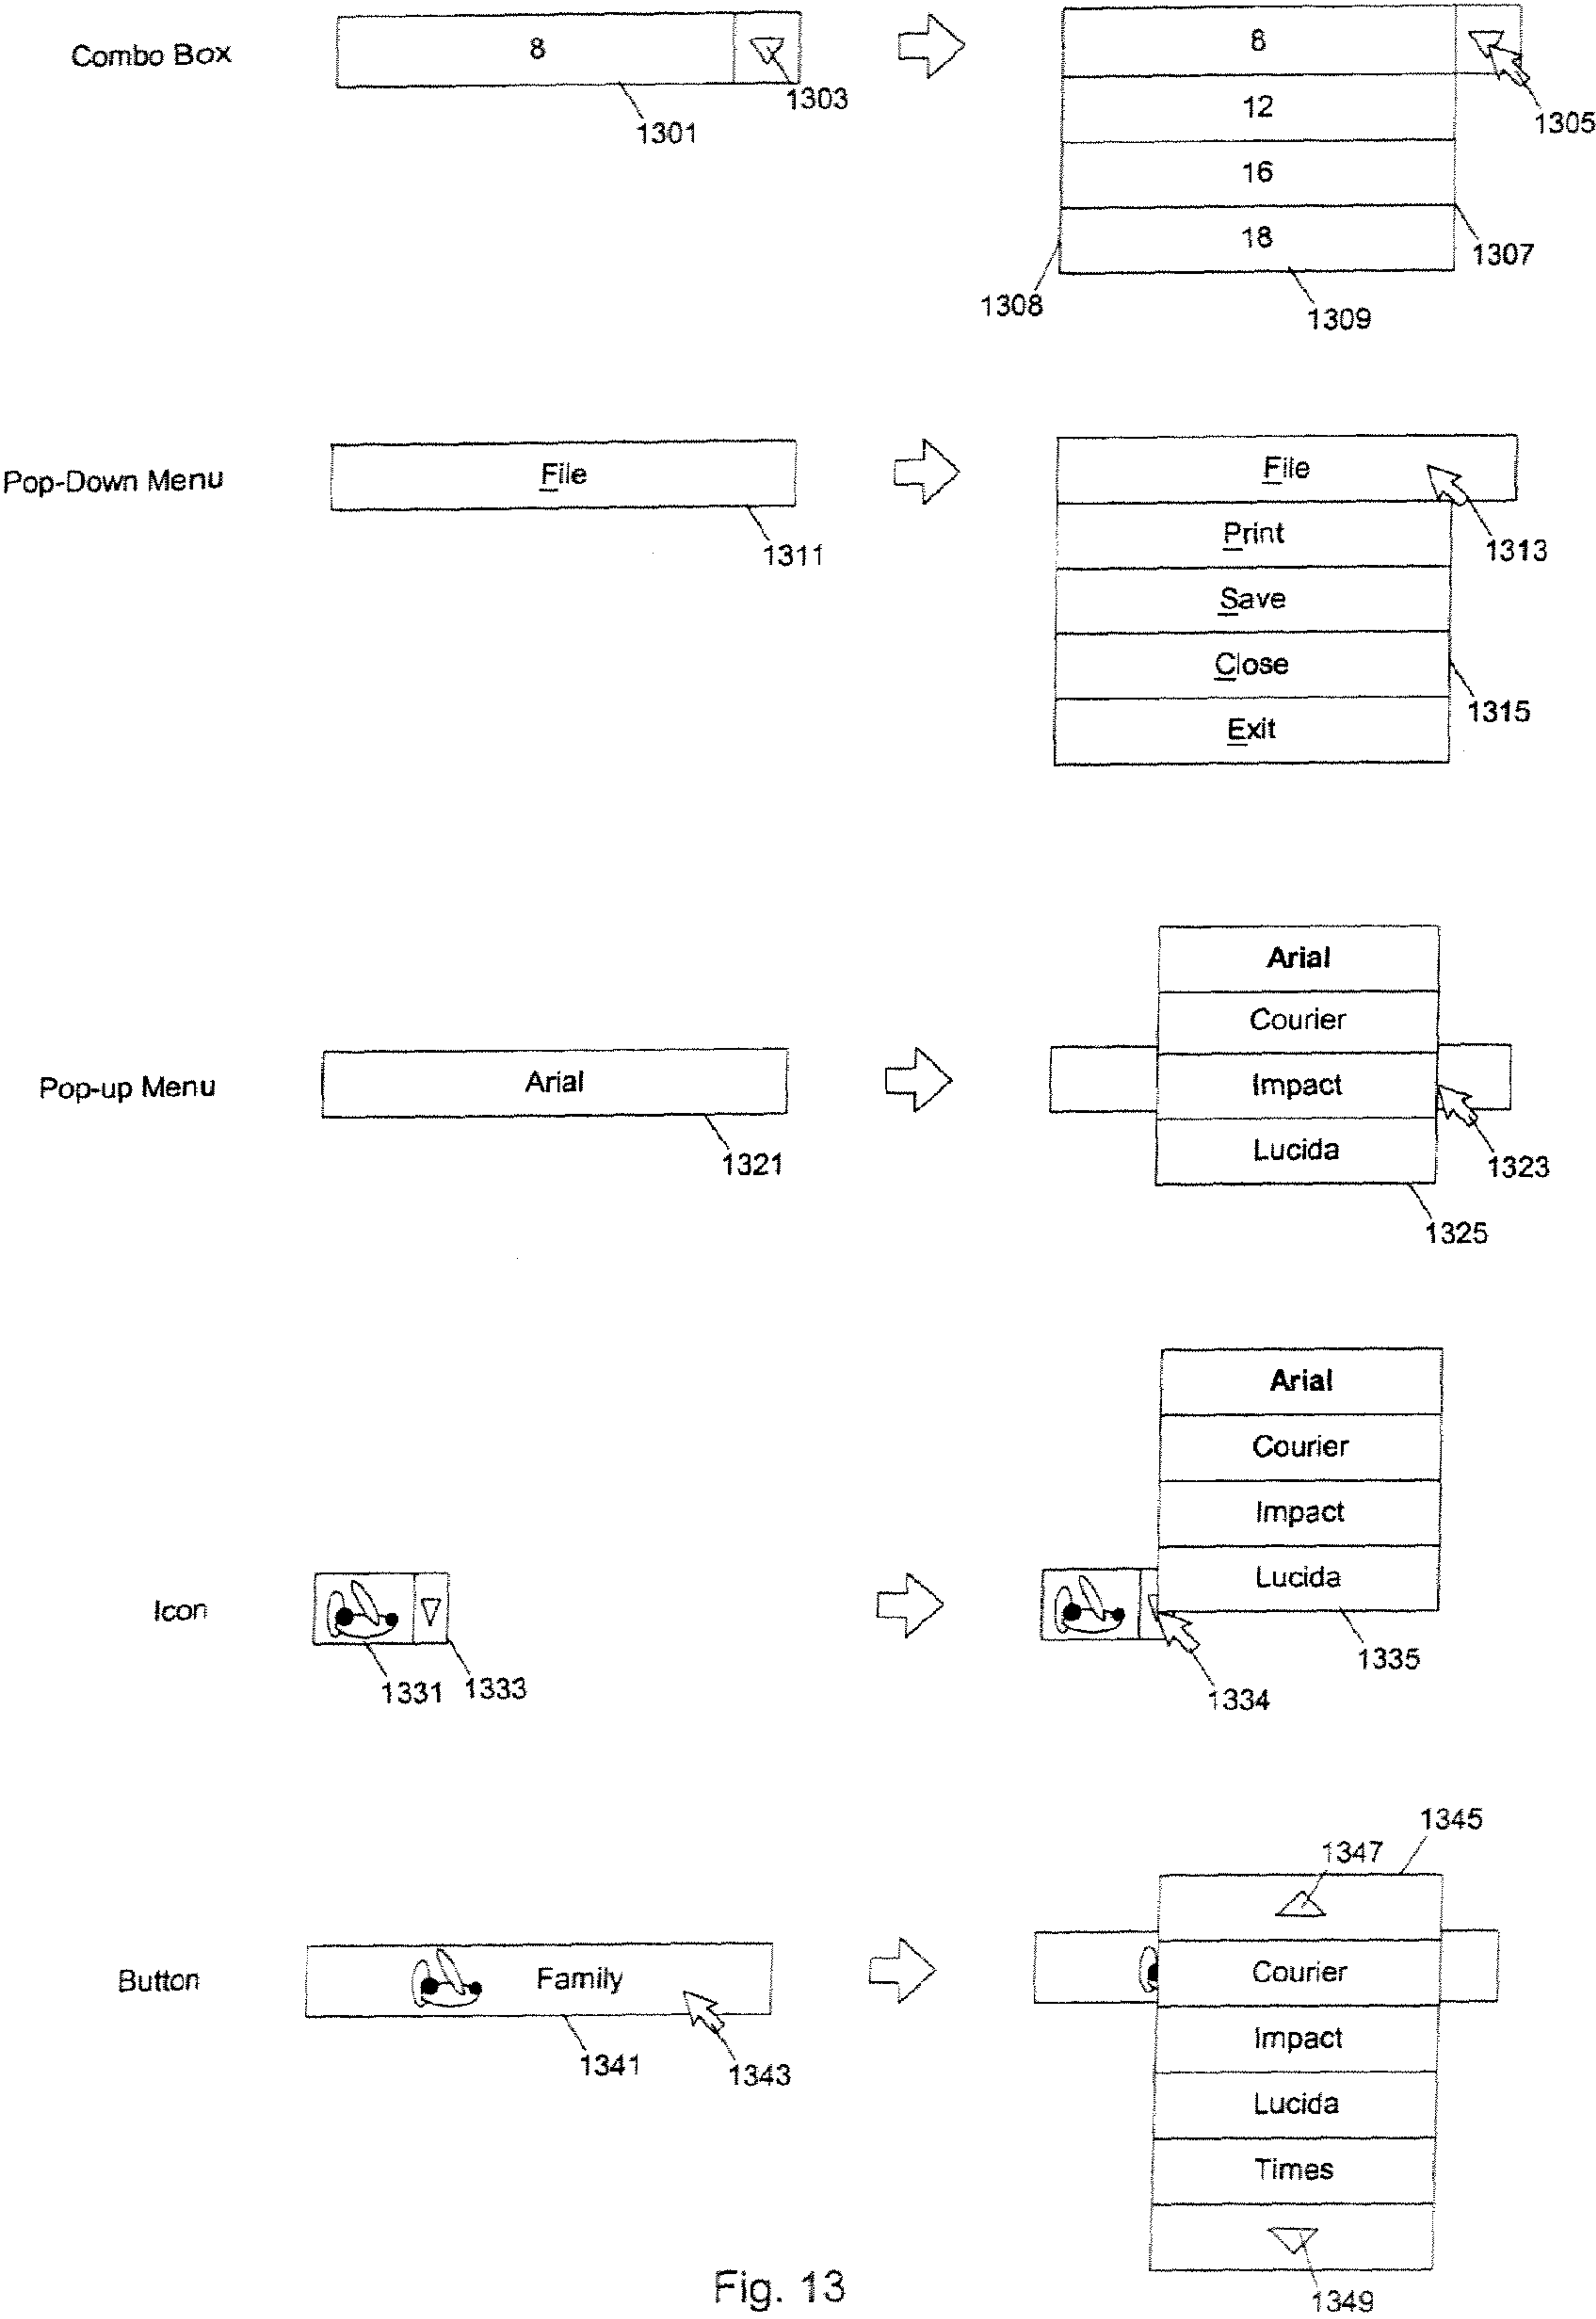 Combo Box
8
1303
1301
8
12
16
18
1305
1307
1308
1309
Pop-Down Menu
File
1311
File
Print
Save
Close
Exit
1313
1315
Pop-up Menu
Arial
1321
Arial
Courier
Impact
Lucida
1323
1325
Icon
1331
1333
Arial
Courier
Impact
Lucida
1335
1334
Button
Family
1341
1343
1345
1347
Courier
Impact
Lucida
Times
1349
Fig. 13